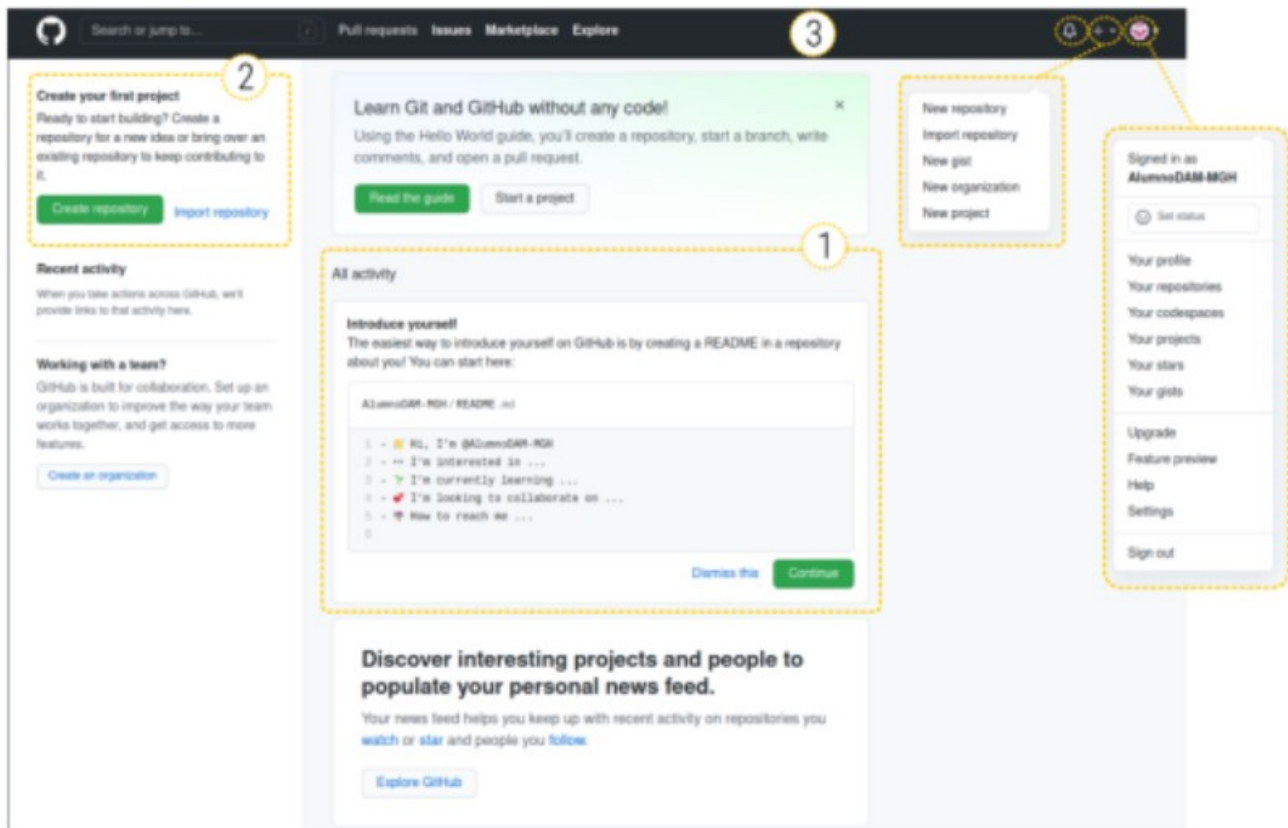 Search or jump to... /
Pull requests Issues Marketplace Explore
3
2
Create your first project
Ready to start building? Create a
repository for a new idea or bring over an
existing repository to keep contributing to
it.
Create repository Import repository
Recent activity
When you take actions across GitHub, we'll
provide links to that activity here.
Working with a team?
GitHub is built for collaboration. Set up an
organization to improve the way your team
works together, and get access to more
features.
Create an organization
Learn Git and GitHub without any code!
Using the Hello World guide, you'll create a repository, start a branch, write
comments, and open a pull request.
Read the guide Start a project
1
All activity
Introduce yourself
The easiest way to introduce yourself on GitHub is by creating a README in a repository
about you! You can start here:
AlumnoDAM-MGH / README .md
1 - 👋 Hi, I'm @AlumnoDAM-MGH
2 - 👀 I'm interested in ...
3 - 🌱 I'm currently learning ...
4 - 💞️ I'm looking to collaborate on ...
5 - 📫 How to reach me ...
6
Dismiss this Continue
Discover interesting projects and people to
populate your personal news feed.
Your news feed helps you keep up with recent activity on repositories you
watch or star and people you follow.
Explore GitHub
New repository
Import repository
New gist
New organization
New project
Signed in as
AlumnoDAM-MGH
Set status
Your profile
Your repositories
Your codespaces
Your projects
Your stars
Your gists
Upgrade
Feature preview
Help
Settings
Sign out